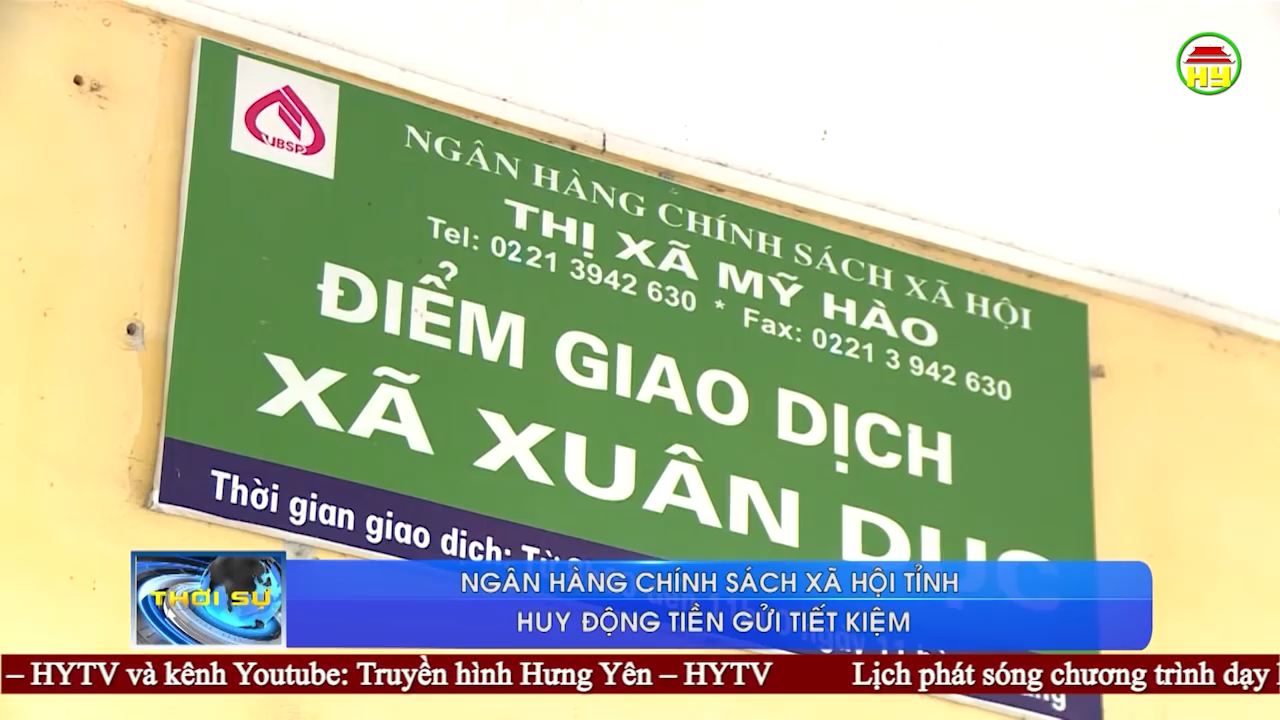 HY
VBSP
NGÂN HÀNG CHÍNH SÁCH XÃ HỘI
THỊ XÃ MỸ HÀO
Tel: 0221 3942 630 * Fax: 0221 3 942 630
ĐIỂM GIAO DỊCH
XÃ XUÂN DỤC
Thời gian giao dịch: Từ
THỜI SỰ
NGÂN HÀNG CHÍNH SÁCH XÃ HỘI TỈNH
HUY ĐỘNG TIỀN GỬI TIẾT KIỆM
– HYTV và kênh Youtube: Truyền hình Hưng Yên – HYTV Lịch phát sóng chương trình dạy